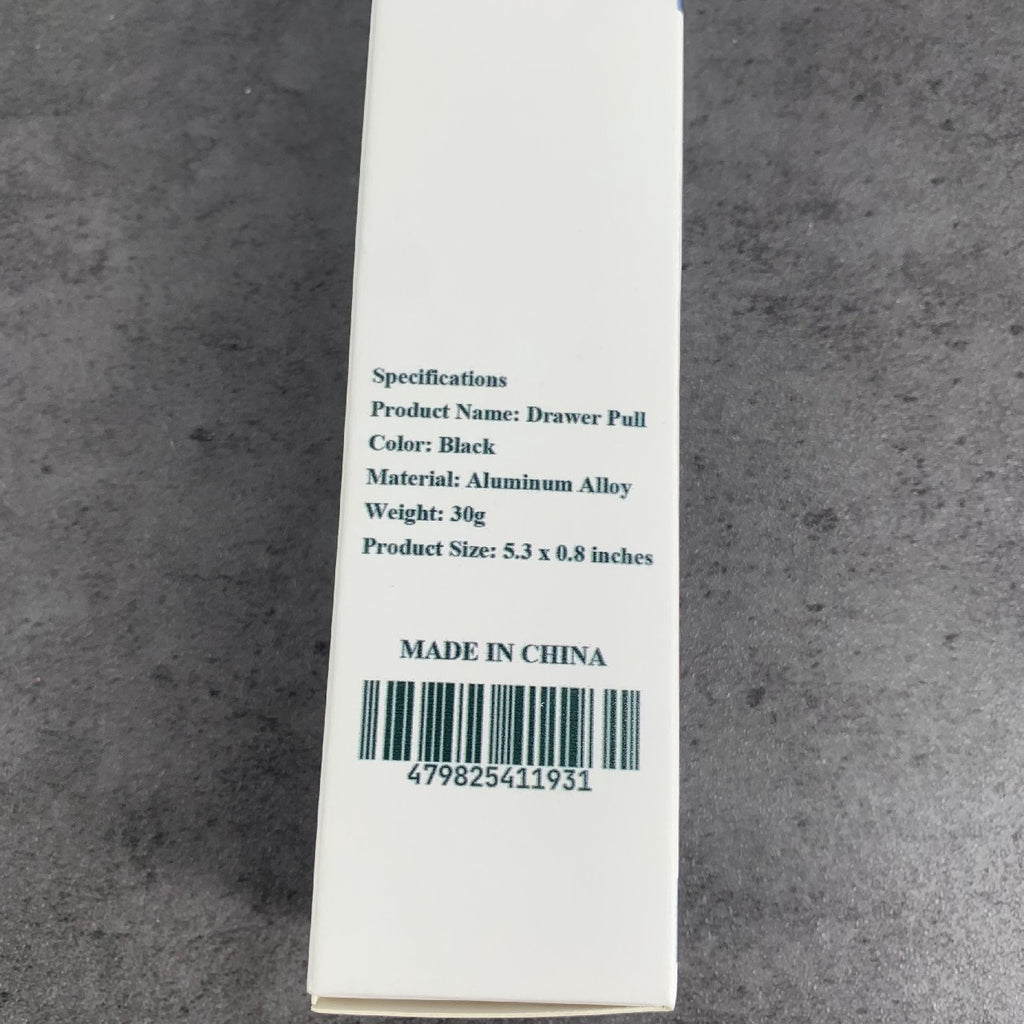 Specifications
Product Name: Drawer Pull
Color: Black
Material: Aluminum Alloy
Weight: 30g
Product Size: 5.3 x 0.8 inches
MADE IN CHINA
479825411931